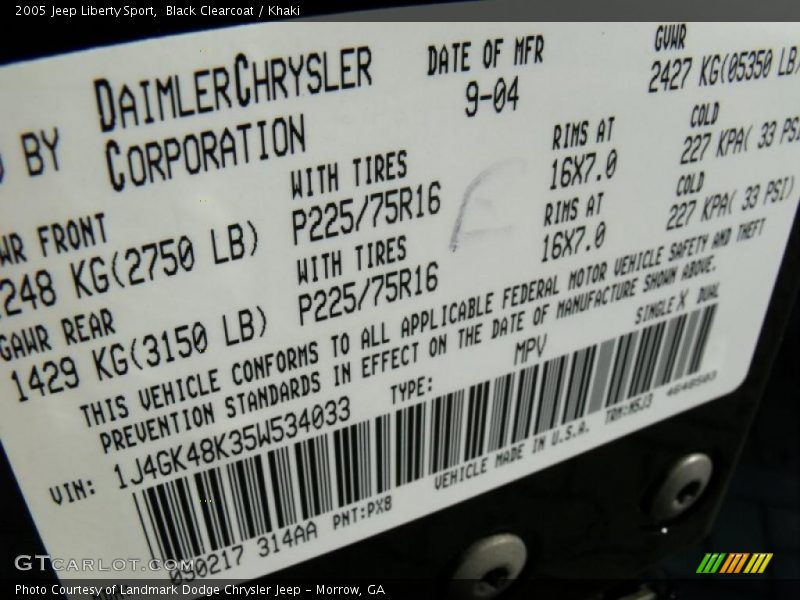 2005 Jeep Liberty Sport,  Black Clearcoat / Khaki
BY DAIMLERCHRYSLER CORPORATION
DATE OF MFR
9-04
GVWR
2427 KG(05350 LB)
FRONT
248 KG(2750 LB)
WITH TIRES
P225/75R16
RIMS AT
16X7.0
COLD
227 KPA( 33 PSI)
GAWR REAR
1429 KG(3150 LB)
WITH TIRES
P225/75R16
RIMS AT
16X7.0
COLD
227 KPA( 33 PSI)
THIS VEHICLE CONFORMS TO ALL APPLICABLE FEDERAL MOTOR VEHICLE SAFETY AND THEFT
PREVENTION STANDARDS IN EFFECT ON THE DATE OF MANUFACTURE SHOWN ABOVE.
VIN: 1J4GK48K35W534033 TYPE: MPV SINGLE X DUAL
090217 314AA PNT:PX8 VEHICLE MADE IN U.S.A. TRM:M5J3
GTCARCOLOR.COM
Photo Courtesy of Landmark Dodge Chrysler Jeep - Morrow, GA